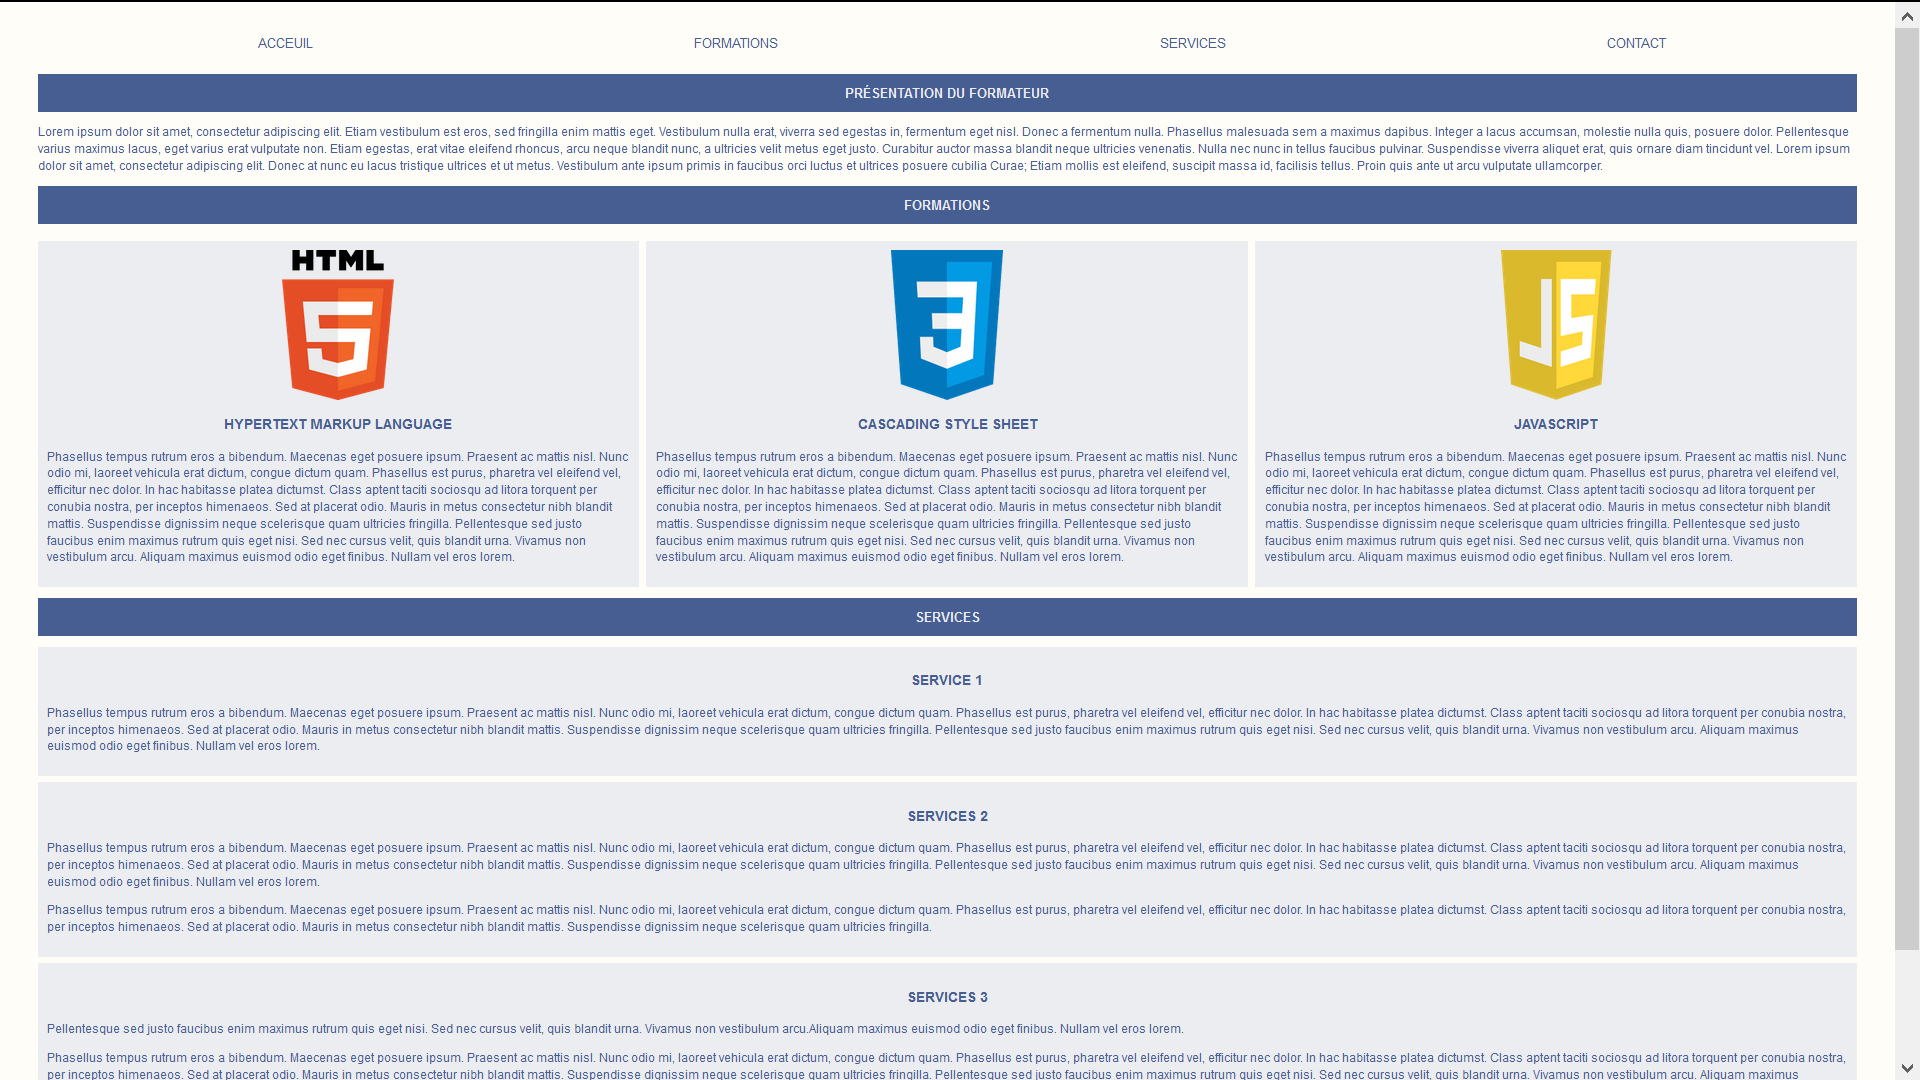 ACCEUIL FORMATIONS SERVICES CONTACT
PRÉSENTATION DU FORMATEUR
Lorem ipsum dolor sit amet, consectetur adipiscing elit. Etiam vestibulum est eros, sed fringilla enim mattis eget. Vestibulum nulla erat, viverra sed egestas in, fermentum eget nisl. Donec a fermentum nulla. Phasellus malesuada sem a maximus dapibus. Integer a lacus accumsan, molestie nulla quis, posuere dolor. Pellentesque
varius maximus lacus, eget varius erat vulputate non. Etiam egestas, erat vitae eleifend rhoncus, arcu neque blandit nunc, a ultricies velit metus eget justo. Curabitur auctor massa blandit neque ultricies venenatis. Nulla nec nunc in tellus faucibus pulvinar. Suspendisse viverra aliquet erat, quis ornare diam tincidunt vel. Lorem ipsum
dolor sit amet, consectetur adipiscing elit. Donec at nunc eu lacus tristique ultrices et ut metus. Vestibulum ante ipsum primis in faucibus orci luctus et ultrices posuere cubilia Curae; Etiam mollis est eleifend, suscipit massa id, facilisis tellus. Proin quis ante ut arcu vulputate ullamcorper.
FORMATIONS
HTML
5
HYPERTEXT MARKUP LANGUAGE
Phasellus tempus rutrum eros a bibendum. Maecenas eget posuere ipsum. Praesent ac mattis nisl. Nunc
odio mi, laoreet vehicula erat dictum, congue dictum quam. Phasellus est purus, pharetra vel eleifend vel,
efficitur nec dolor. In hac habitasse platea dictumst. Class aptent taciti sociosqu ad litora torquent per
conubia nostra, per inceptos himenaeos. Sed at placerat odio. Mauris in metus consectetur nibh blandit
mattis. Suspendisse dignissim neque scelerisque quam ultricies fringilla. Pellentesque sed justo
faucibus enim maximus rutrum quis eget nisi. Sed nec cursus velit, quis blandit urna. Vivamus non
vestibulum arcu. Aliquam maximus euismod odio eget finibus. Nullam vel eros lorem.
3
CASCADING STYLE SHEET
Phasellus tempus rutrum eros a bibendum. Maecenas eget posuere ipsum. Praesent ac mattis nisl. Nunc
odio mi, laoreet vehicula erat dictum, congue dictum quam. Phasellus est purus, pharetra vel eleifend vel,
efficitur nec dolor. In hac habitasse platea dictumst. Class aptent taciti sociosqu ad litora torquent per
conubia nostra, per inceptos himenaeos. Sed at placerat odio. Mauris in metus consectetur nibh blandit
mattis. Suspendisse dignissim neque scelerisque quam ultricies fringilla. Pellentesque sed justo
faucibus enim maximus rutrum quis eget nisi. Sed nec cursus velit, quis blandit urna. Vivamus non
vestibulum arcu. Aliquam maximus euismod odio eget finibus. Nullam vel eros lorem.
JS
JAVASCRIPT
Phasellus tempus rutrum eros a bibendum. Maecenas eget posuere ipsum. Praesent ac mattis nisl. Nunc
odio mi, laoreet vehicula erat dictum, congue dictum quam. Phasellus est purus, pharetra vel eleifend vel,
efficitur nec dolor. In hac habitasse platea dictumst. Class aptent taciti sociosqu ad litora torquent per
conubia nostra, per inceptos himenaeos. Sed at placerat odio. Mauris in metus consectetur nibh blandit
mattis. Suspendisse dignissim neque scelerisque quam ultricies fringilla. Pellentesque sed justo
faucibus enim maximus rutrum quis eget nisi. Sed nec cursus velit, quis blandit urna. Vivamus non
vestibulum arcu. Aliquam maximus euismod odio eget finibus. Nullam vel eros lorem.
SERVICES
SERVICE 1
Phasellus tempus rutrum eros a bibendum. Maecenas eget posuere ipsum. Praesent ac mattis nisl. Nunc odio mi, laoreet vehicula erat dictum, congue dictum quam. Phasellus est purus, pharetra vel eleifend vel, efficitur nec dolor. In hac habitasse platea dictumst. Class aptent taciti sociosqu ad litora torquent per conubia nostra,
per inceptos himenaeos. Sed at placerat odio. Mauris in metus consectetur nibh blandit mattis. Suspendisse dignissim neque scelerisque quam ultricies fringilla. Pellentesque sed justo faucibus enim maximus rutrum quis eget nisi. Sed nec cursus velit, quis blandit urna. Vivamus non vestibulum arcu. Aliquam maximus
euismod odio eget finibus. Nullam vel eros lorem.
SERVICES 2
Phasellus tempus rutrum eros a bibendum. Maecenas eget posuere ipsum. Praesent ac mattis nisl. Nunc odio mi, laoreet vehicula erat dictum, congue dictum quam. Phasellus est purus, pharetra vel eleifend vel, efficitur nec dolor. In hac habitasse platea dictumst. Class aptent taciti sociosqu ad litora torquent per conubia nostra,
per inceptos himenaeos. Sed at placerat odio. Mauris in metus consectetur nibh blandit mattis. Suspendisse dignissim neque scelerisque quam ultricies fringilla. Pellentesque sed justo faucibus enim maximus rutrum quis eget nisi. Sed nec cursus velit, quis blandit urna. Vivamus non vestibulum arcu. Aliquam maximus
euismod odio eget finibus. Nullam vel eros lorem.
Phasellus tempus rutrum eros a bibendum. Maecenas eget posuere ipsum. Praesent ac mattis nisl. Nunc odio mi, laoreet vehicula erat dictum, congue dictum quam. Phasellus est purus, pharetra vel eleifend vel, efficitur nec dolor. In hac habitasse platea dictumst. Class aptent taciti sociosqu ad litora torquent per conubia nostra,
per inceptos himenaeos. Sed at placerat odio. Mauris in metus consectetur nibh blandit mattis. Suspendisse dignissim neque scelerisque quam ultricies fringilla.
SERVICES 3
Pellentesque sed justo faucibus enim maximus rutrum quis eget nisi. Sed nec cursus velit, quis blandit urna. Vivamus non vestibulum arcu.Aliquam maximus euismod odio eget finibus. Nullam vel eros lorem.
Phasellus tempus rutrum eros a bibendum. Maecenas eget posuere ipsum. Praesent ac mattis nisl. Nunc odio mi, laoreet vehicula erat dictum, congue dictum quam. Phasellus est purus, pharetra vel eleifend vel, efficitur nec dolor. In hac habitasse platea dictumst. Class aptent taciti sociosqu ad litora torquent per conubia nostra,
per inceptos himenaeos. Sed at placerat odio. Mauris in metus consectetur nibh blandit mattis. Suspendisse dignissim neque scelerisque quam ultricies fringilla. Pellentesque sed justo faucibus enim maximus rutrum quis eget nisi. Sed nec cursus velit, quis blandit urna. Vivamus non vestibulum arcu. Aliquam maximus